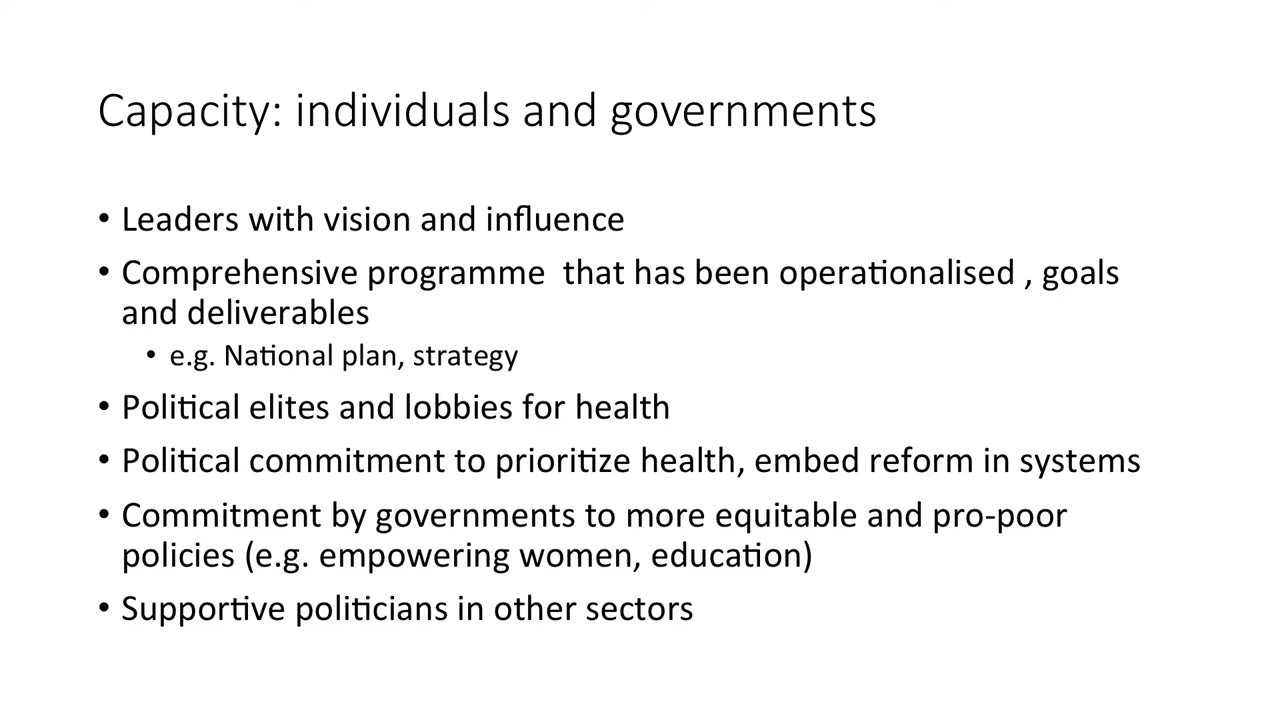 Capacity: individuals and governments
• Leaders with vision and influence
• Comprehensive programme  that has been operationalised , goals
and deliverables
• e.g. National plan, strategy
• Political elites and lobbies for health
• Political commitment to prioritize health, embed reform in systems
• Commitment by governments to more equitable and pro-poor
policies (e.g. empowering women, education)
• Supportive politicians in other sectors